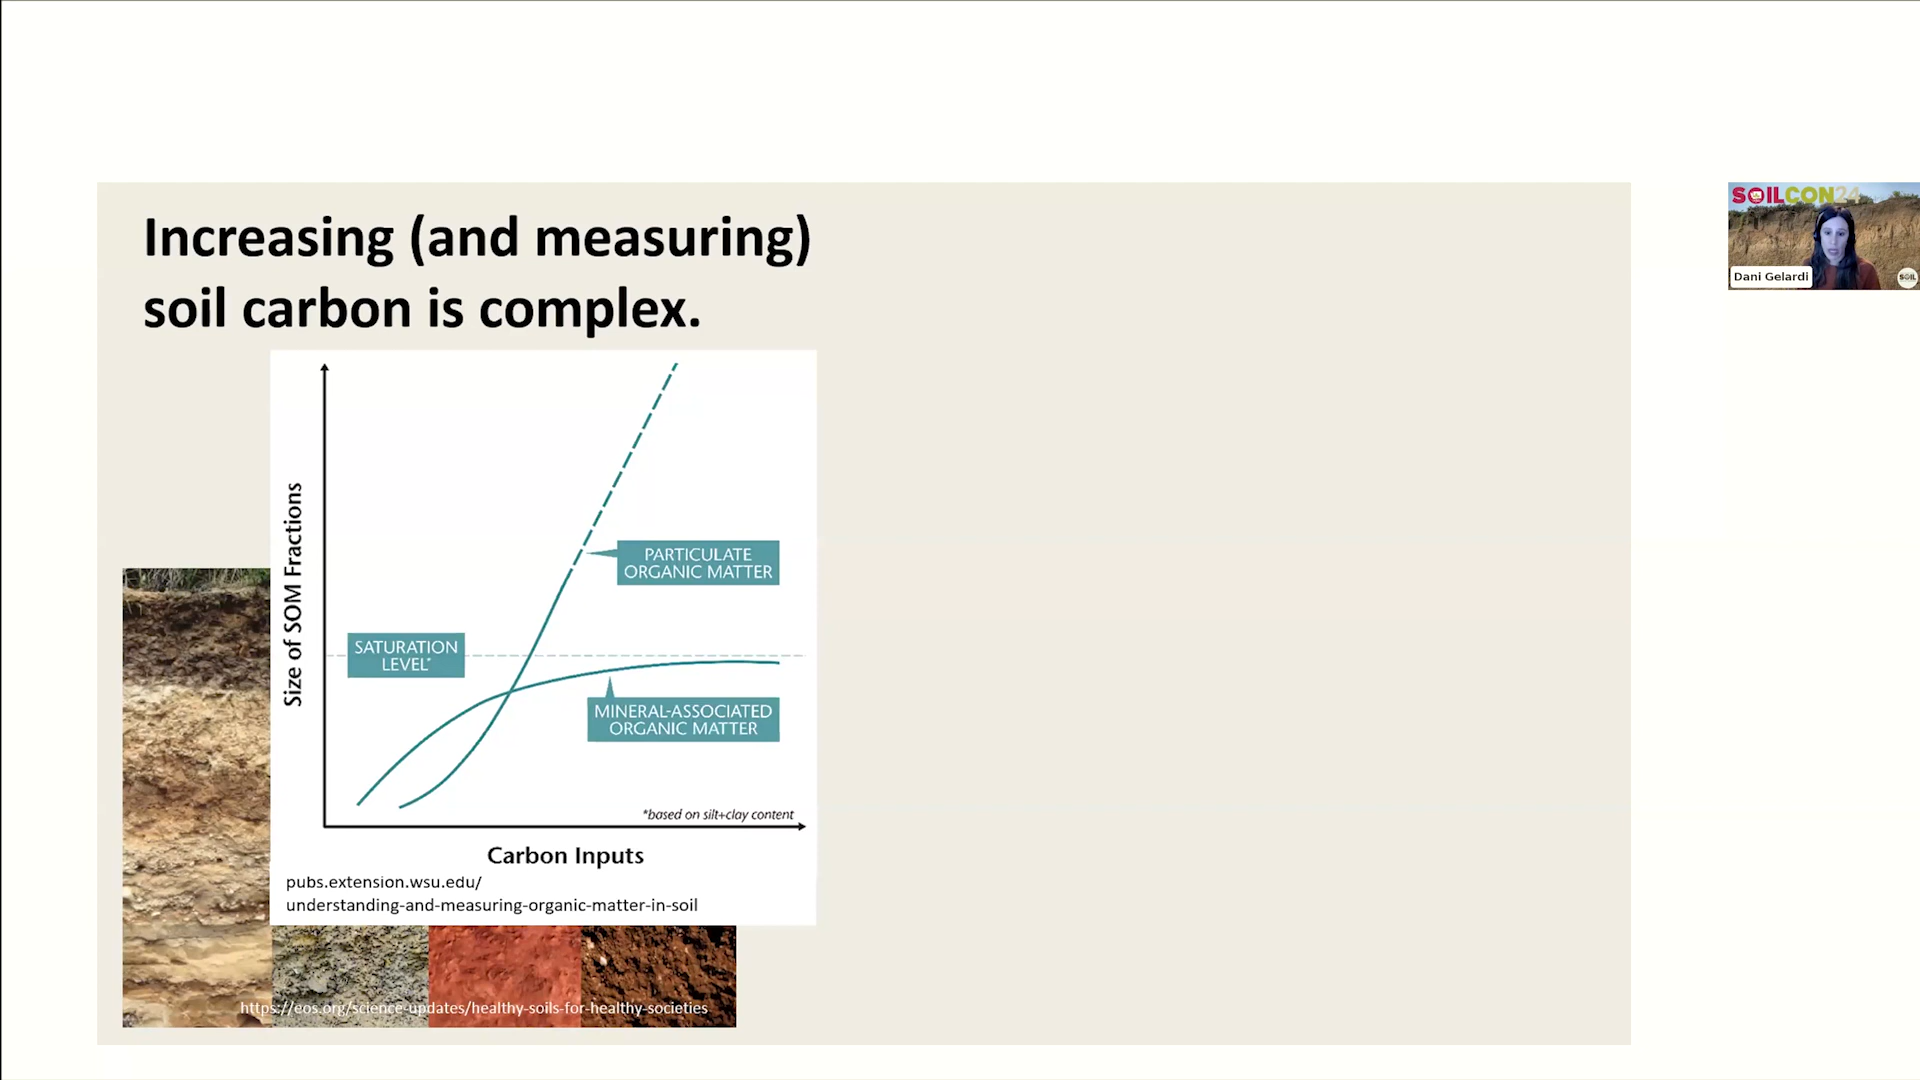 Increasing (and measuring)
soil carbon is complex.
SOILCON24
Dani Gelardi
SOIL
Size of SOM Fractions
PARTICULATE
ORGANIC MATTER
SATURATION
LEVEL*
MINERAL-ASSOCIATED
ORGANIC MATTER
*based on silt+clay content
Carbon Inputs
pubs.extension.wsu.edu/
understanding-and-measuring-organic-matter-in-soil
https://eos.org/science-updates/healthy-soils-for-healthy-societies